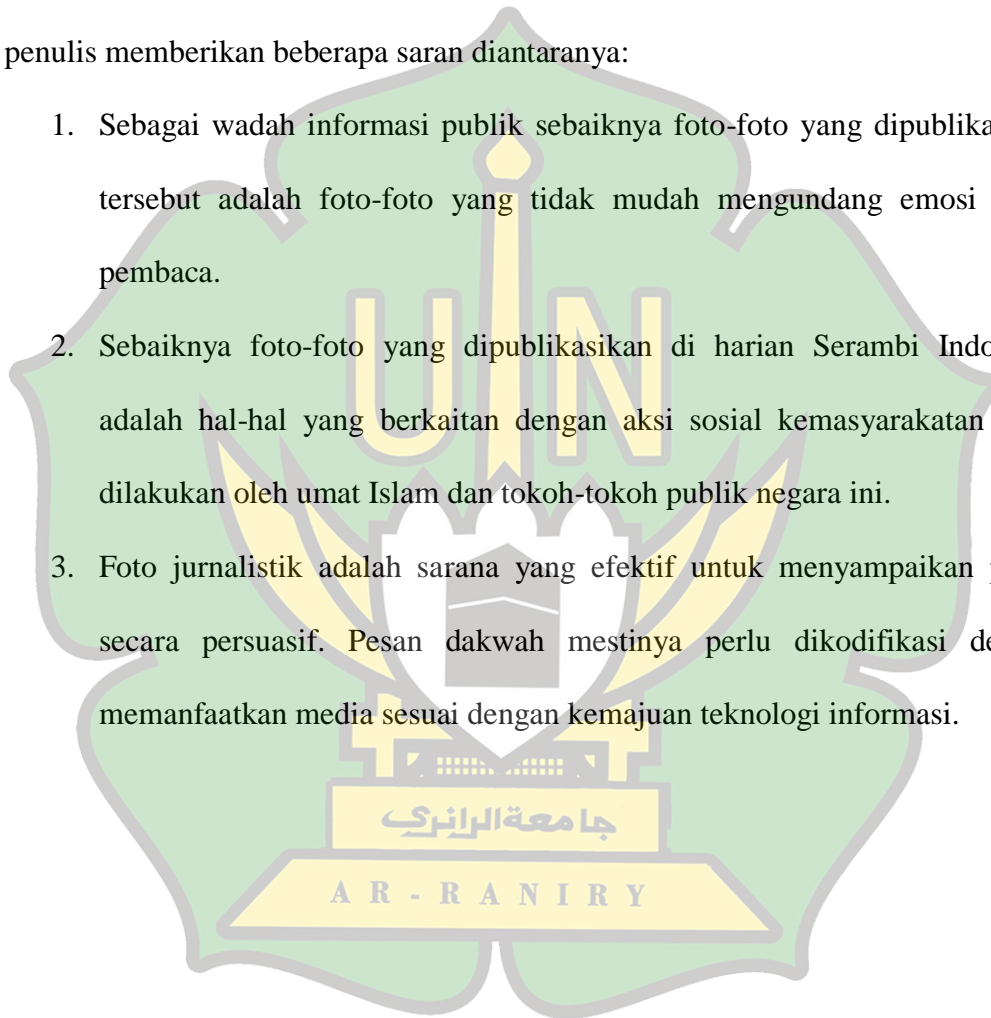 penulis memberikan beberapa saran diantaranya:
1. Sebagai wadah informasi publik sebaiknya foto-foto yang dipublika
tersebut adalah foto-foto yang tidak mudah mengundang emosi
pembaca.
2. Sebaiknya foto-foto yang dipublikasikan di harian Serambi Indo
adalah hal-hal yang berkaitan dengan aksi sosial kemasyarakatan
dilakukan oleh umat Islam dan tokoh-tokoh publik negara ini.
3. Foto jurnalistik adalah sarana yang efektif untuk menyampaikan
secara persuasif. Pesan dakwah mestinya perlu dikodifikasi de
memanfaatkan media sesuai dengan kemajuan teknologi informasi.
UIN
جامعة الرانري
AR-RANIRY